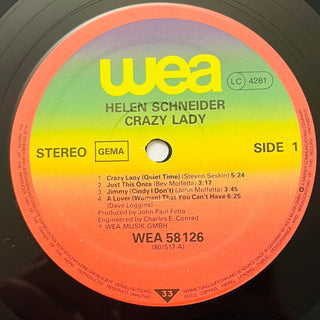 wea
LC 4281
HELEN SCHNEIDER
CRAZY LADY
STEREO GEMA SIDE 1
1. Crazy Lady (Quiet Time) (Steven Seskin) 5:24
2. Just This Once (Bev Molfetta) 3:17
3. Jimmy (Cindy I Don't) (John Molfetta) 3:45
4. A Lover (Woman) That You Can't Have 6:25
(Dave Loggins)
Produced by John Paul Fetta
Engineered by Charles E. Conrad
WEA MUSIK GMBH
WEA 58126
(80/517-A)
33